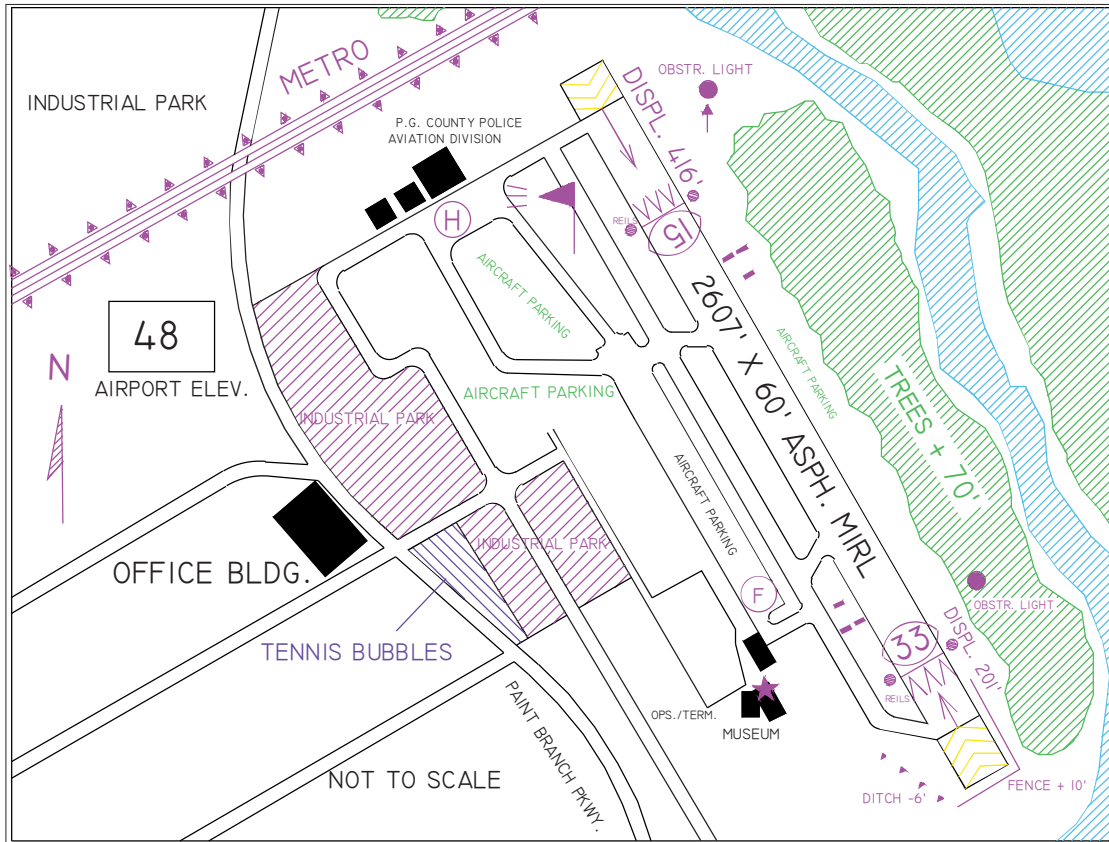 METRO
INDUSTRIAL PARK
OBSTR. LIGHT
P.G. COUNTY POLICE
AVIATION DIVISION
DISPL. 416'
H
REILS
15
AIRCRAFT PARKING
2607' X 60' ASPH. MIRL
48
AIRPORT ELEV.
N
AIRCRAFT PARKING
AIRCRAFT PARKING
TREES + 70'
INDUSTRIAL PARK
AIRCRAFT PARKING
INDUSTRIAL PARK
OFFICE BLDG.
F
OBSTR. LIGHT
DISPL. 201'
33
REILS
TENNIS BUBBLES
PAINT BRANCH PKWY.
OPS./TERM.
MUSEUM
NOT TO SCALE
DITCH -6'
FENCE + 10'